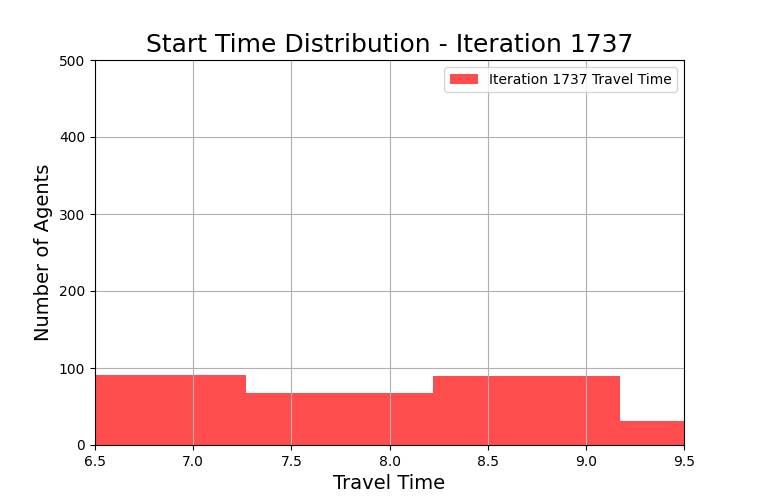 Start Time Distribution - Iteration 1737
Iteration 1737 Travel Time
Number of Agents
500
400
300
200
100
0
6.5 7.0 7.5 8.0 8.5 9.0 9.5
Travel Time